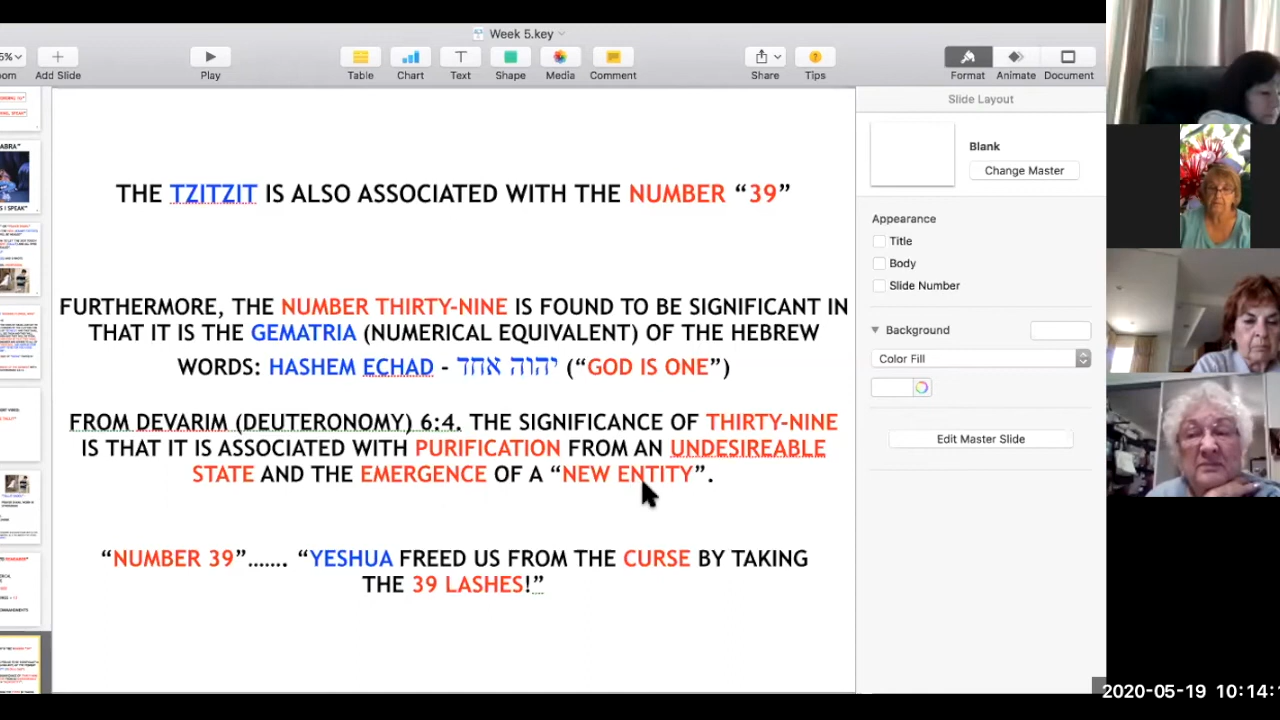 Week 5.key
5%
oom
Add Slide
Play
Table
Chart
Text
Shape
Media
Comment
Share
Tips
Format
Animate
Document
Slide Layout
Blank
Change Master
Appearance
Title
Body
Slide Number
Background
Color Fill
Edit Master Slide
THE TZITZIT IS ALSO ASSOCIATED WITH THE NUMBER “39”
FURTHERMORE, THE NUMBER THIRTY-NINE IS FOUND TO BE SIGNIFICANT IN
THAT IT IS THE GEMATRIA (NUMERICAL EQUIVALENT) OF THE HEBREW
WORDS: HASHEM ECHAD - יהוה אחד (“GOD IS ONE”)
FROM DEVARIM (DEUTERONOMY) 6:4. THE SIGNIFICANCE OF THIRTY-NINE
IS THAT IT IS ASSOCIATED WITH PURIFICATION FROM AN UNDESIREABLE
STATE AND THE EMERGENCE OF A “NEW ENTITY”.
“NUMBER 39”....... “YESHUA FREED US FROM THE CURSE BY TAKING
THE 39 LASHES!”
2020-05-19 10:14: